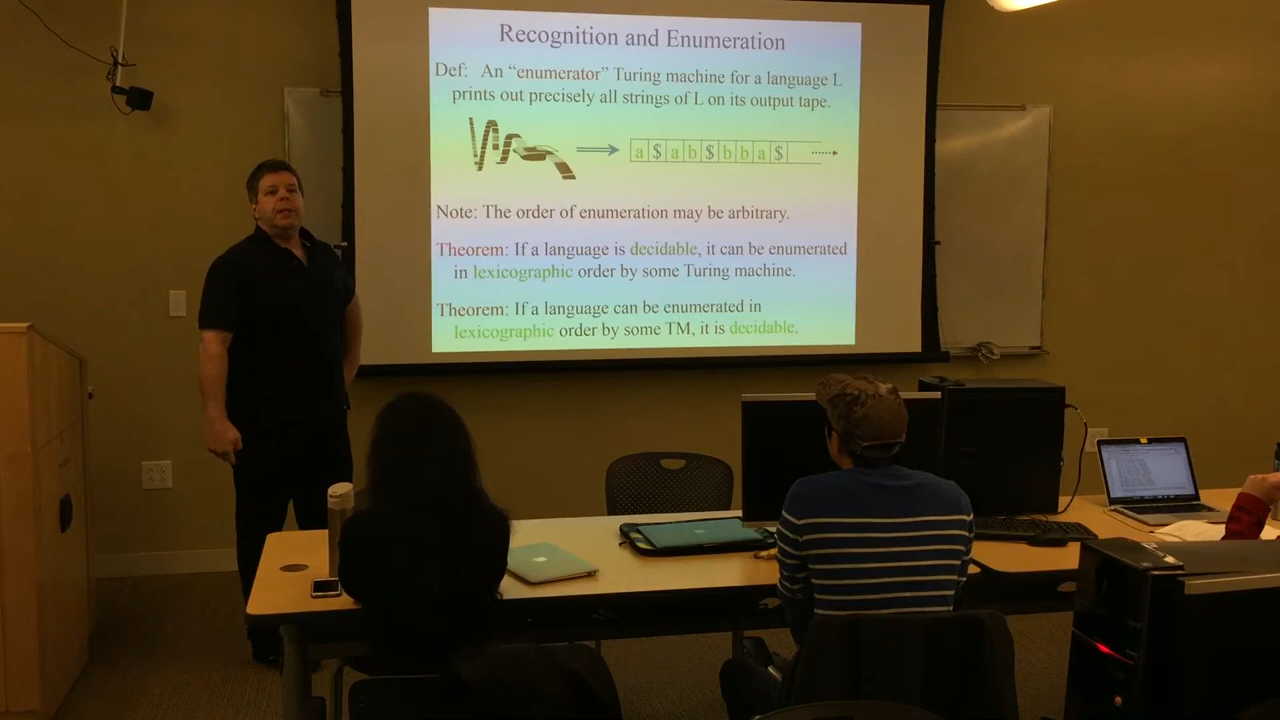 Recognition and Enumeration
Def: An “enumerator” Turing machine for a language L
prints out precisely all strings of L on its output tape.
a $ a b $ b b a $
Note: The order of enumeration may be arbitrary.
Theorem: If a language is decidable, it can be enumerated
in lexicographic order by some Turing machine.
Theorem: If a language can be enumerated in
lexicographic order by some TM, it is decidable.